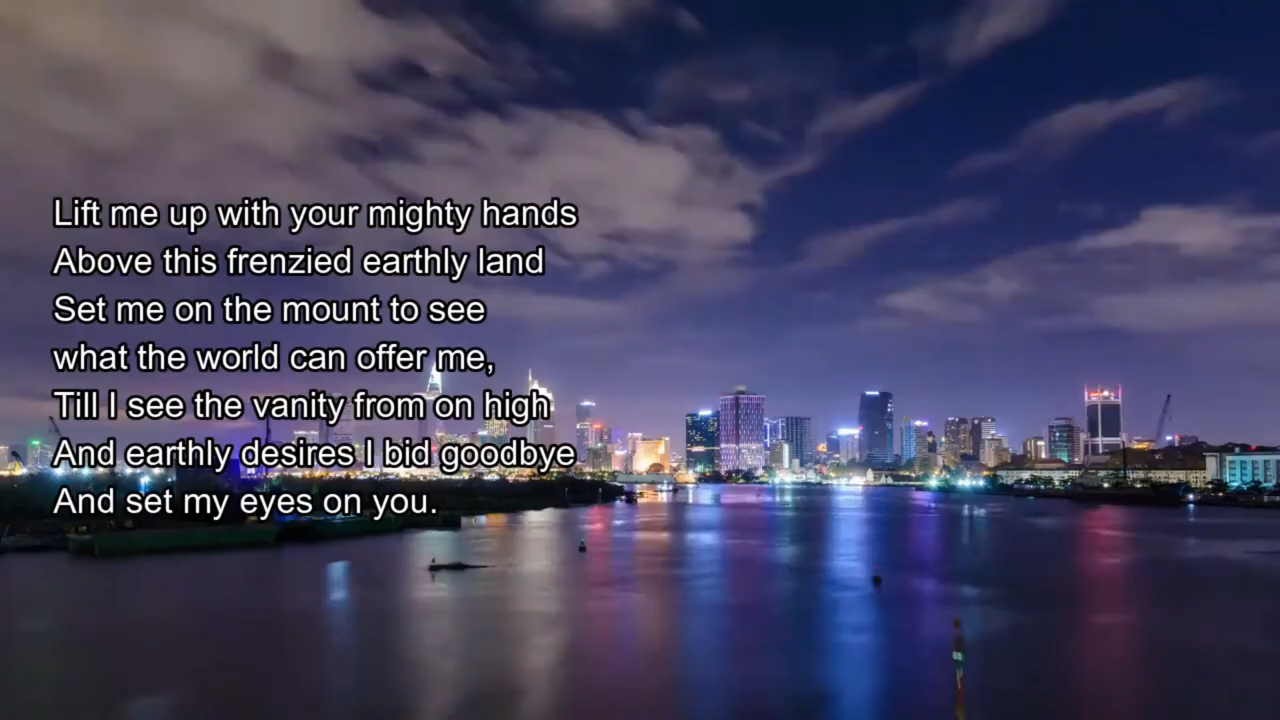 Lift me up with your mighty hands
Above this frenzied earthly land
Set me on the mount to see
what the world can offer me,
Till I see the vanity from on high
And earthly desires I bid goodbye
And set my eyes on you.